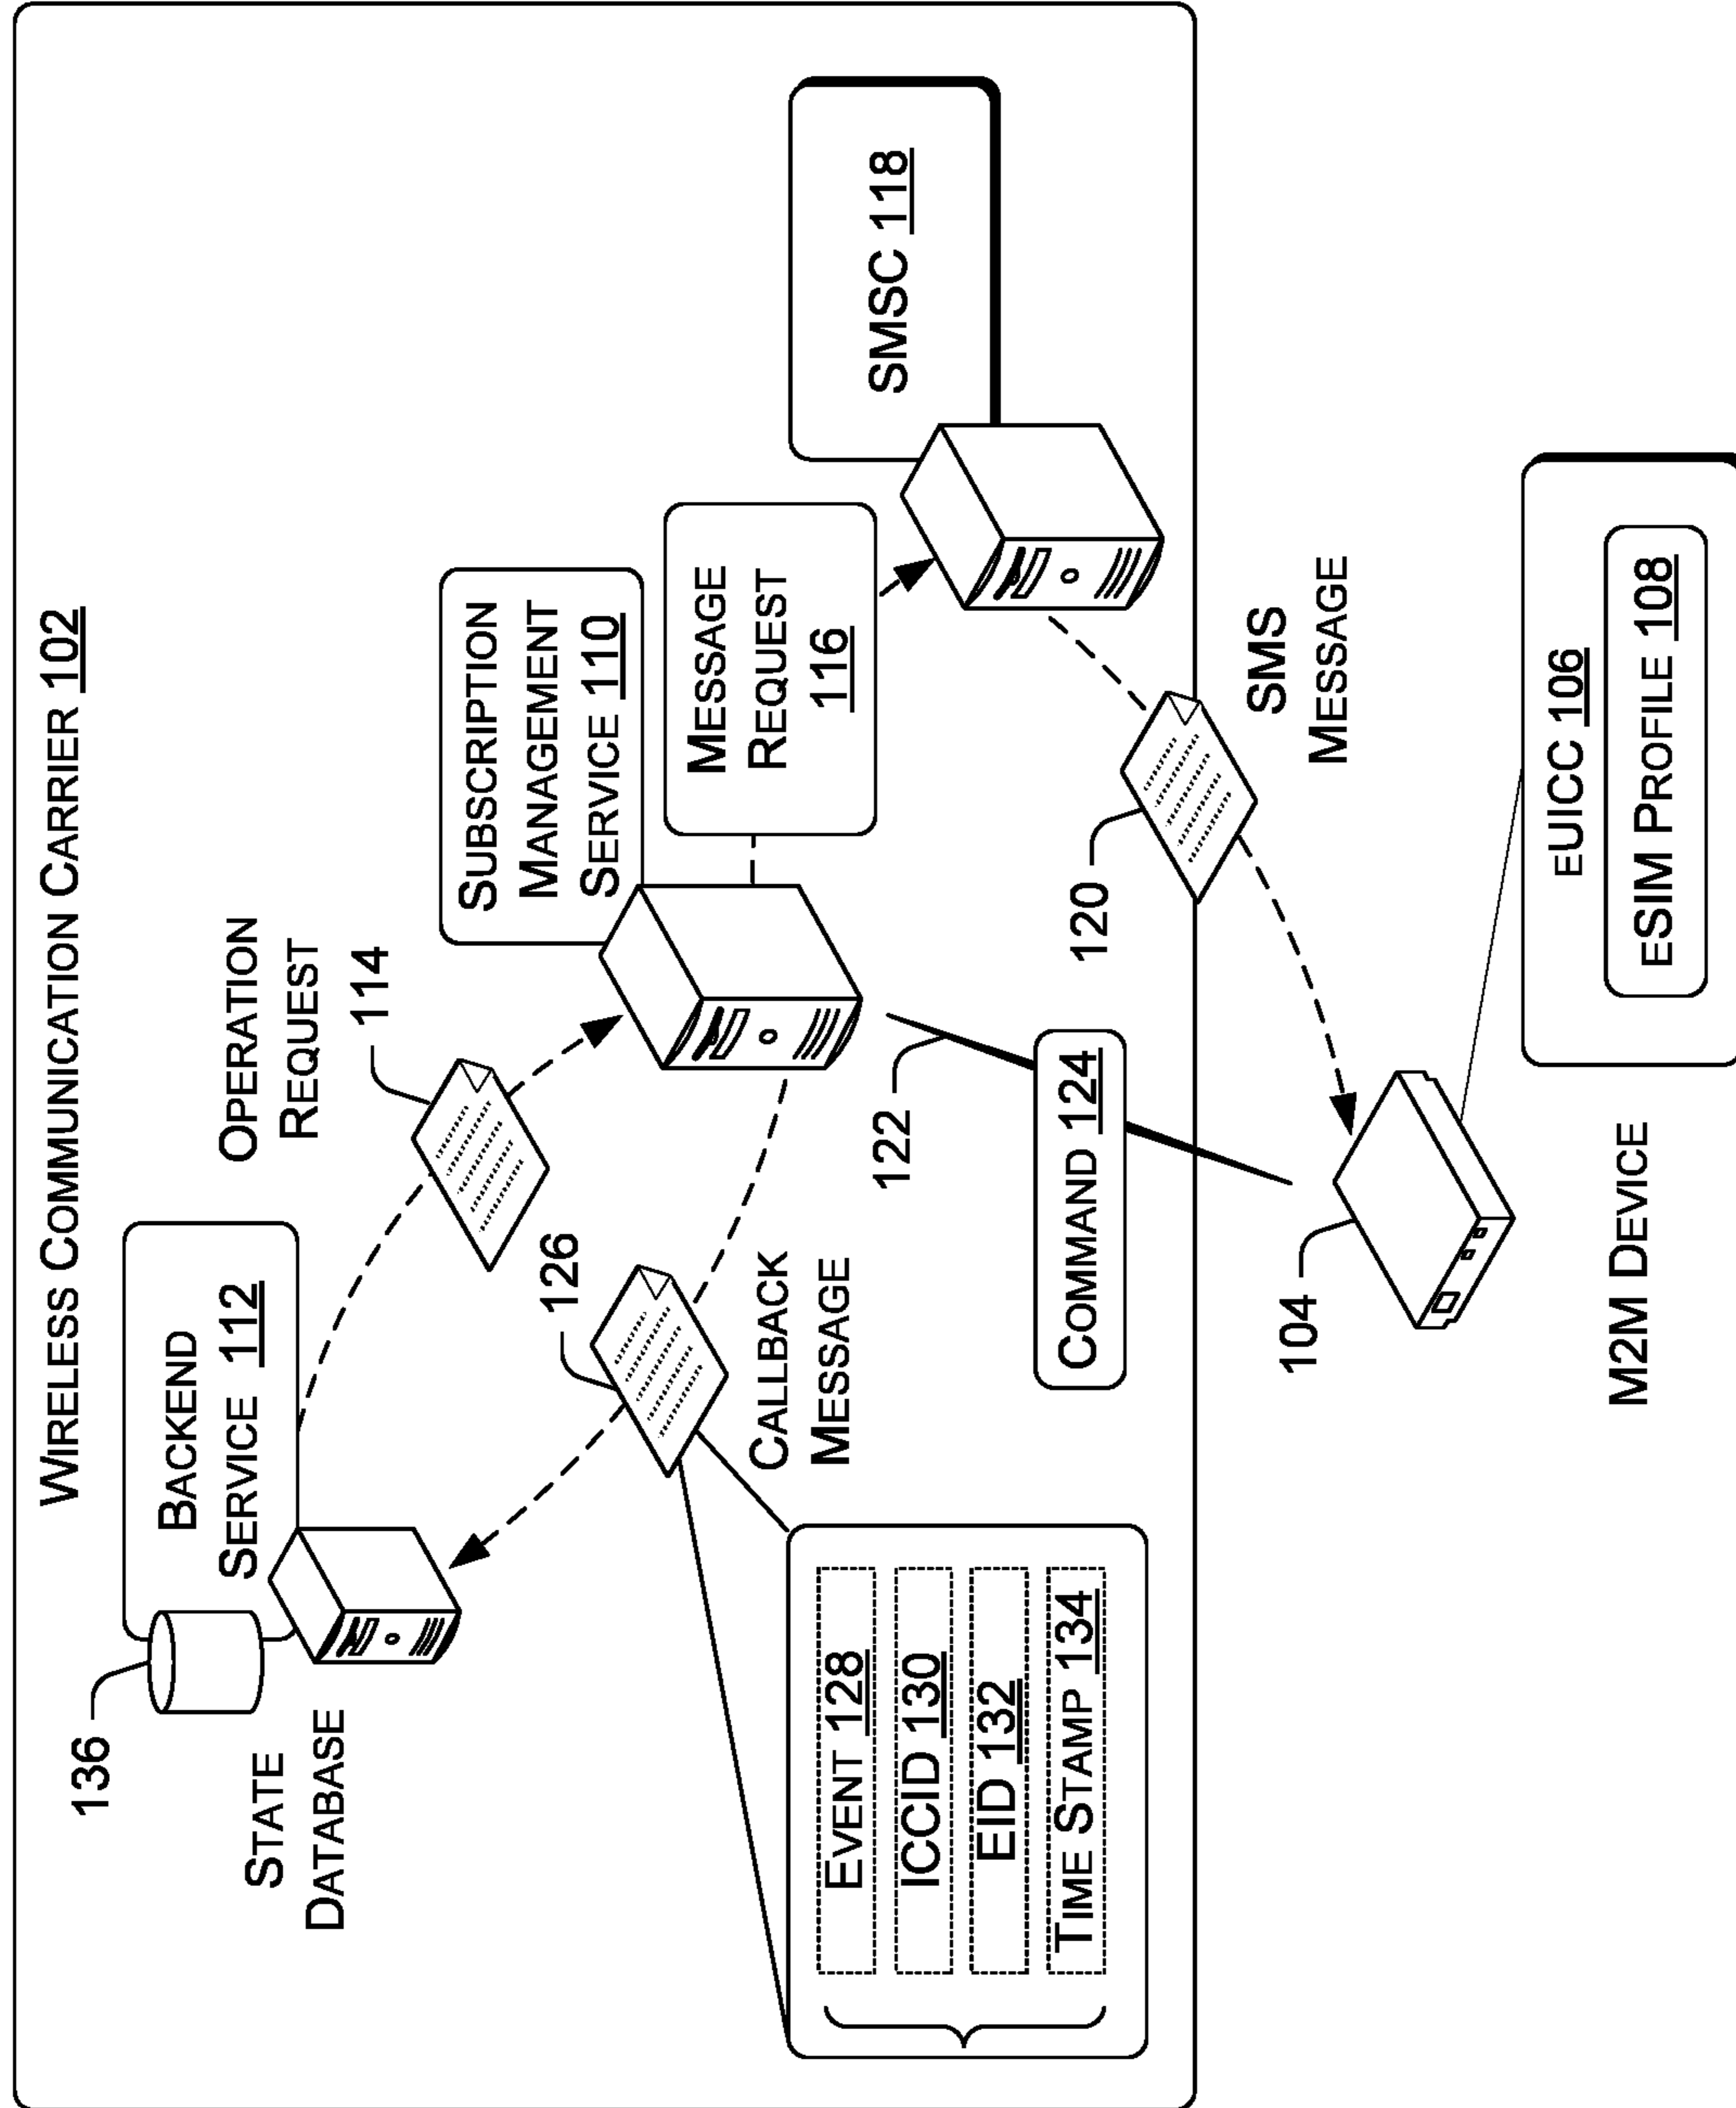 WIRELESS COMMUNICATION CARRIER 102
136
STATE
DATABASE
BACKEND
SERVICE 112
OPERATION
REQUEST
114
SUBSCRIPTION
MANAGEMENT
SERVICE 110
MESSAGE
REQUEST
116
SMSC 118
126
CALLBACK
MESSAGE
EVENT 128
ICCID 130
EID 132
TIME STAMP 134
122
COMMAND 124
120
SMS
MESSAGE
104
M2M DEVICE
EUICC 106
ESIM PROFILE 108